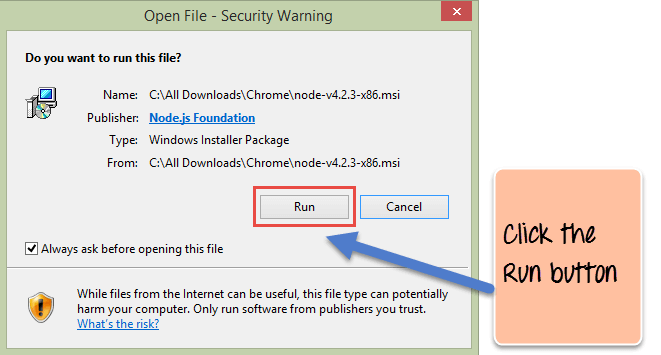 Open File - Security Warning
Do you want to run this file?
Name: C:\All Downloads\Chrome\node-v4.2.3-x86.msi
Publisher: Node.js Foundation
Type: Windows Installer Package
From: C:\All Downloads\Chrome\node-v4.2.3-x86.msi
Run Cancel
Always ask before opening this file
Click the
Run button
While files from the Internet can be useful, this file type can potentially
harm your computer. Only run software from publishers you trust.
What's the risk?